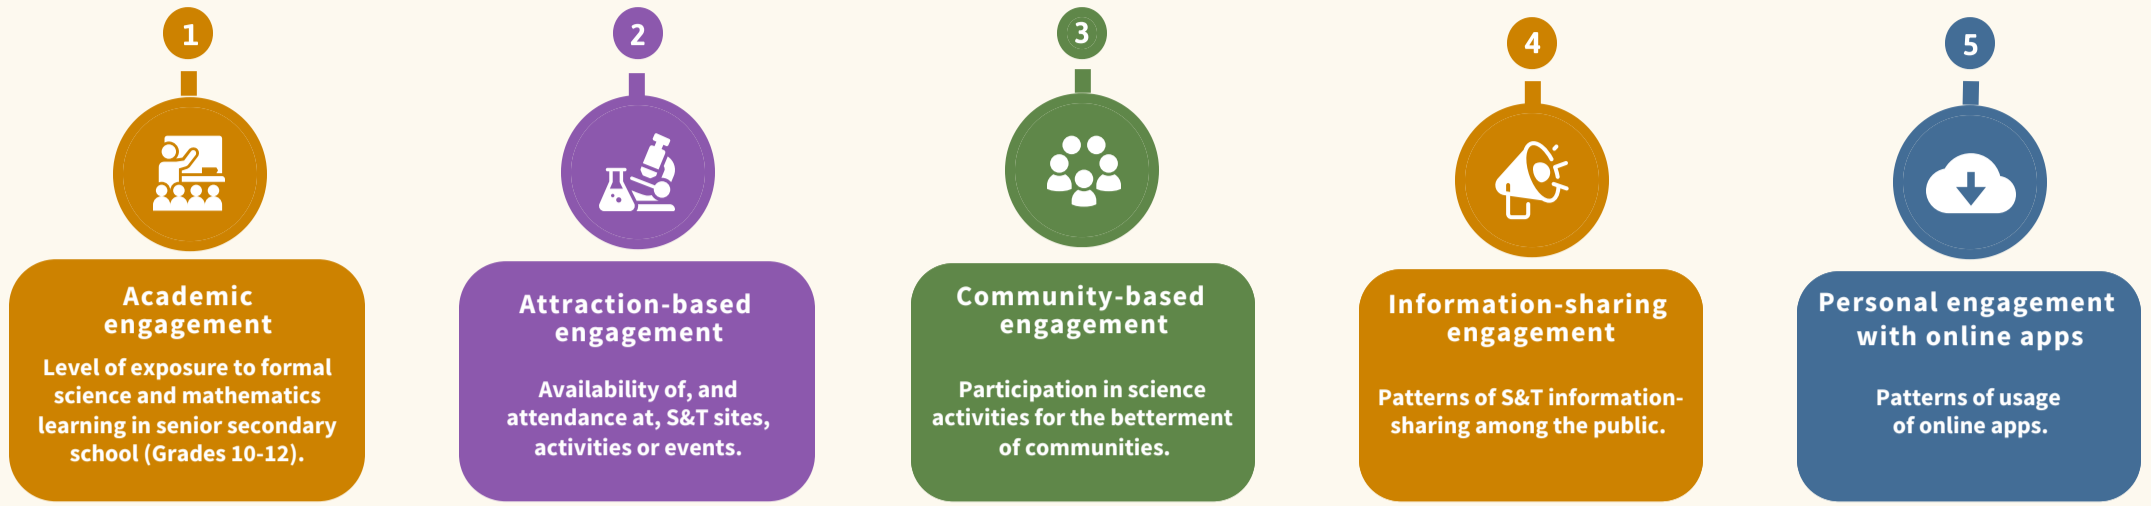 1
Academic
engagement
Level of exposure to formal
science and mathematics
learning in senior secondary
school (Grades 10-12).
2
Attraction-based
engagement
Availability of, and
attendance at, S&T sites,
activities or events.
3
Community-based
engagement
Participation in science
activities for the betterment
of communities.
4
Information-sharing
engagement
Patterns of S&T information-
sharing among the public.
5
Personal engagement
with online apps
Patterns of usage
of online apps.